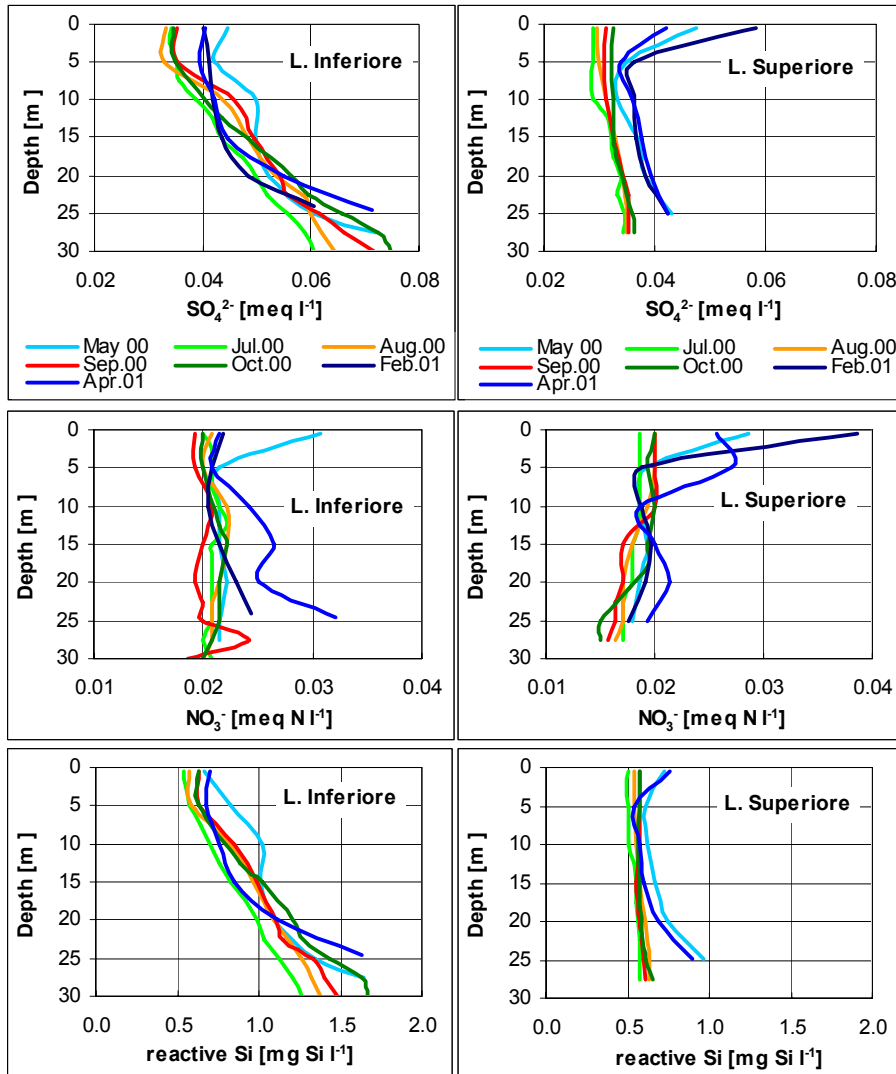 L. Inferiore
Depth [m]
0
5
10
15
20
25
30
0.02 0.04 0.06 0.08
SO₄²⁻ [meq l⁻¹]
May 00 Jul.00 Aug.00
Sep.00 Oct.00 Feb.01
Apr.01
L. Superiore
Depth [m]
0
5
10
15
20
25
30
0.02 0.04 0.06 0.08
SO₄²⁻ [meq l⁻¹]
May 00 Jul.00 Aug.00
Sep.00 Oct.00 Feb.01
Apr.01
L. Inferiore
Depth [m]
0
5
10
15
20
25
30
0.01 0.02 0.03 0.04
NO₃⁻ [meq N l⁻¹]
L. Superiore
Depth [m]
0
5
10
15
20
25
30
0.01 0.02 0.03 0.04
NO₃⁻ [meq N l⁻¹]
L. Inferiore
Depth [m]
0
5
10
15
20
25
30
0.0 0.5 1.0 1.5 2.0
reactive Si [mg Si l⁻¹]
L. Superiore
Depth [m]
0
5
10
15
20
25
30
0.0 0.5 1.0 2.0
reactive Si [mg Si l⁻¹]